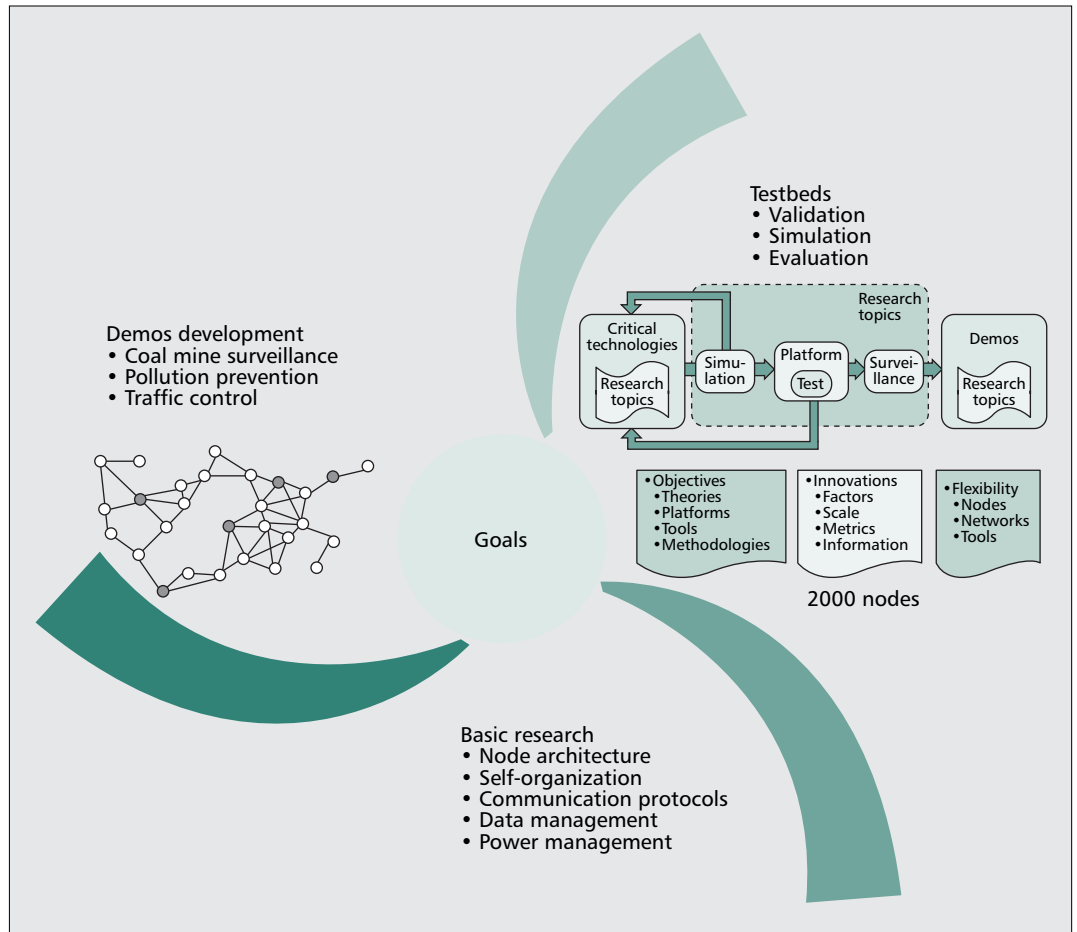 Testbeds
• Validation
• Simulation
• Evaluation
Research
topics
Critical
technologies
Research
topics
Simu-
lation
Platform
Test
Survei-
llance
Demos
Research
topics
•Objectives
•Theories
•Platforms
•Tools
•Methodologies
•Innovations
•Factors
•Scale
•Metrics
•Information
•Flexibility
•Nodes
•Networks
•Tools
2000 nodes
Demos development
• Coal mine surveillance
• Pollution prevention
• Traffic control
Goals
Basic research
• Node architecture
• Self-organization
• Communication protocols
• Data management
• Power management